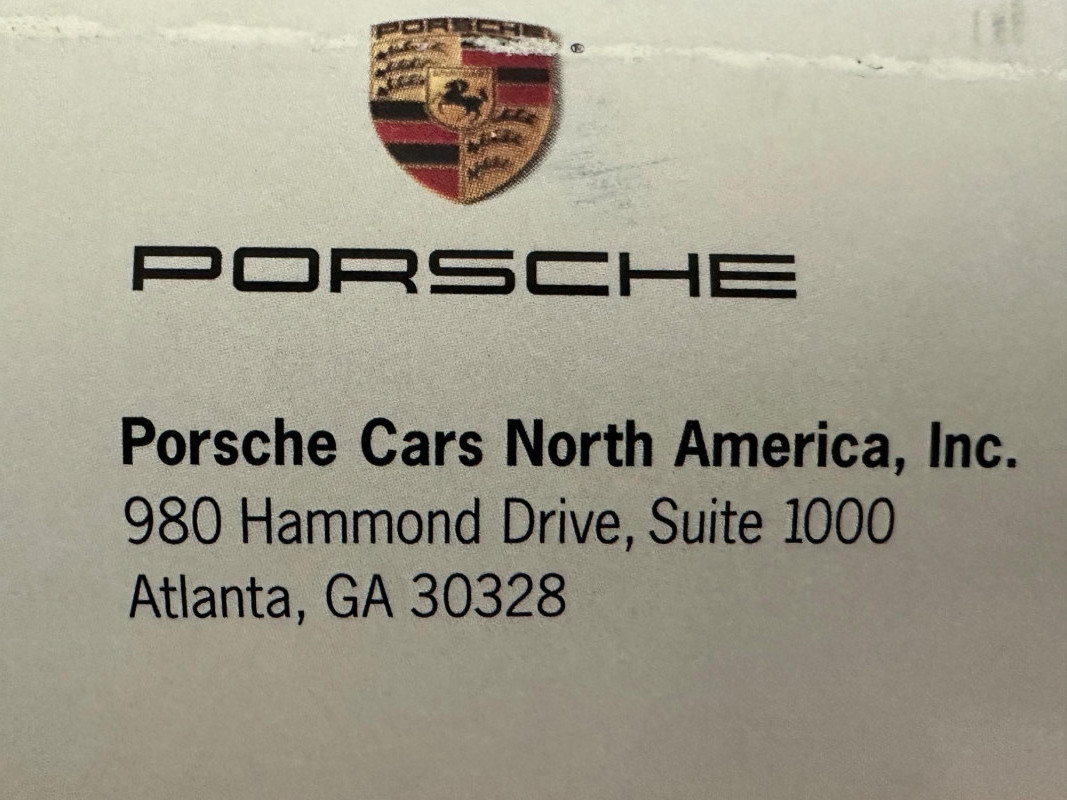 PORSCHE
®
PORSCHE
Porsche Cars North America, Inc.
980 Hammond Drive, Suite 1000
Atlanta, GA 30328